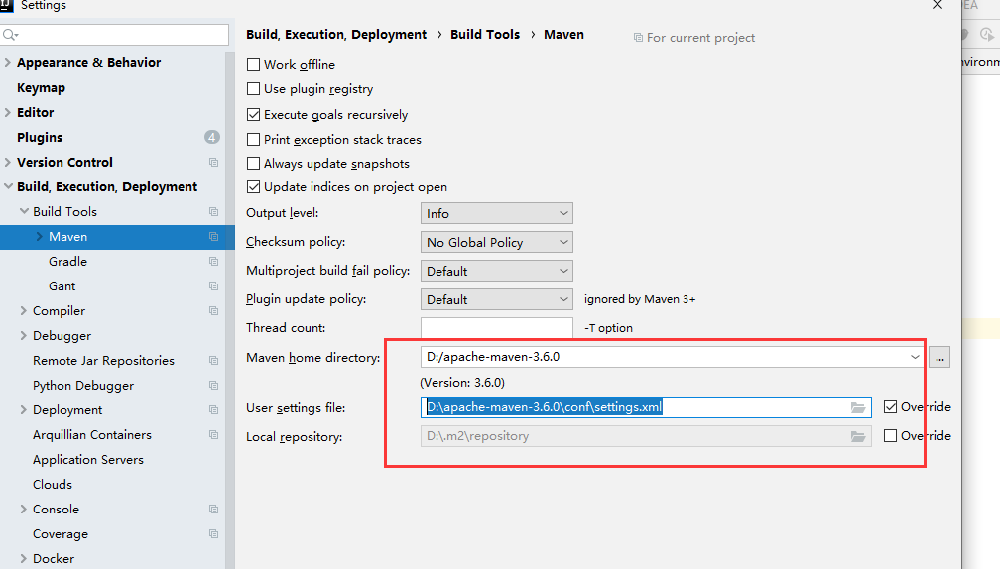 Settings
EA
Build, Execution, Deployment › Build Tools › Maven For current project
Appearance & Behavior
Keymap
Editor
Plugins 4
Version Control
Build, Execution, Deployment
Build Tools
Maven
Gradle
Gant
Compiler
Debugger
Remote Jar Repositories
Python Debugger
Deployment
Arquillian Containers
Application Servers
Clouds
Console
Coverage
Docker
Work offline
Use plugin registry
Execute goals recursively
Print exception stack traces
Always update snapshots
Update indices on project open
Output level: Info
Checksum policy: No Global Policy
Multiproject build fail policy: Default
Plugin update policy: Default ignored by Maven 3+
Thread count: -T option
Maven home directory: D:/apache-maven-3.6.0 ...
(Version: 3.6.0)
User settings file: D:\apache-maven-3.6.0\conf\settings.xml Override
Local repository: D:\.m2\repository Override
nvironm